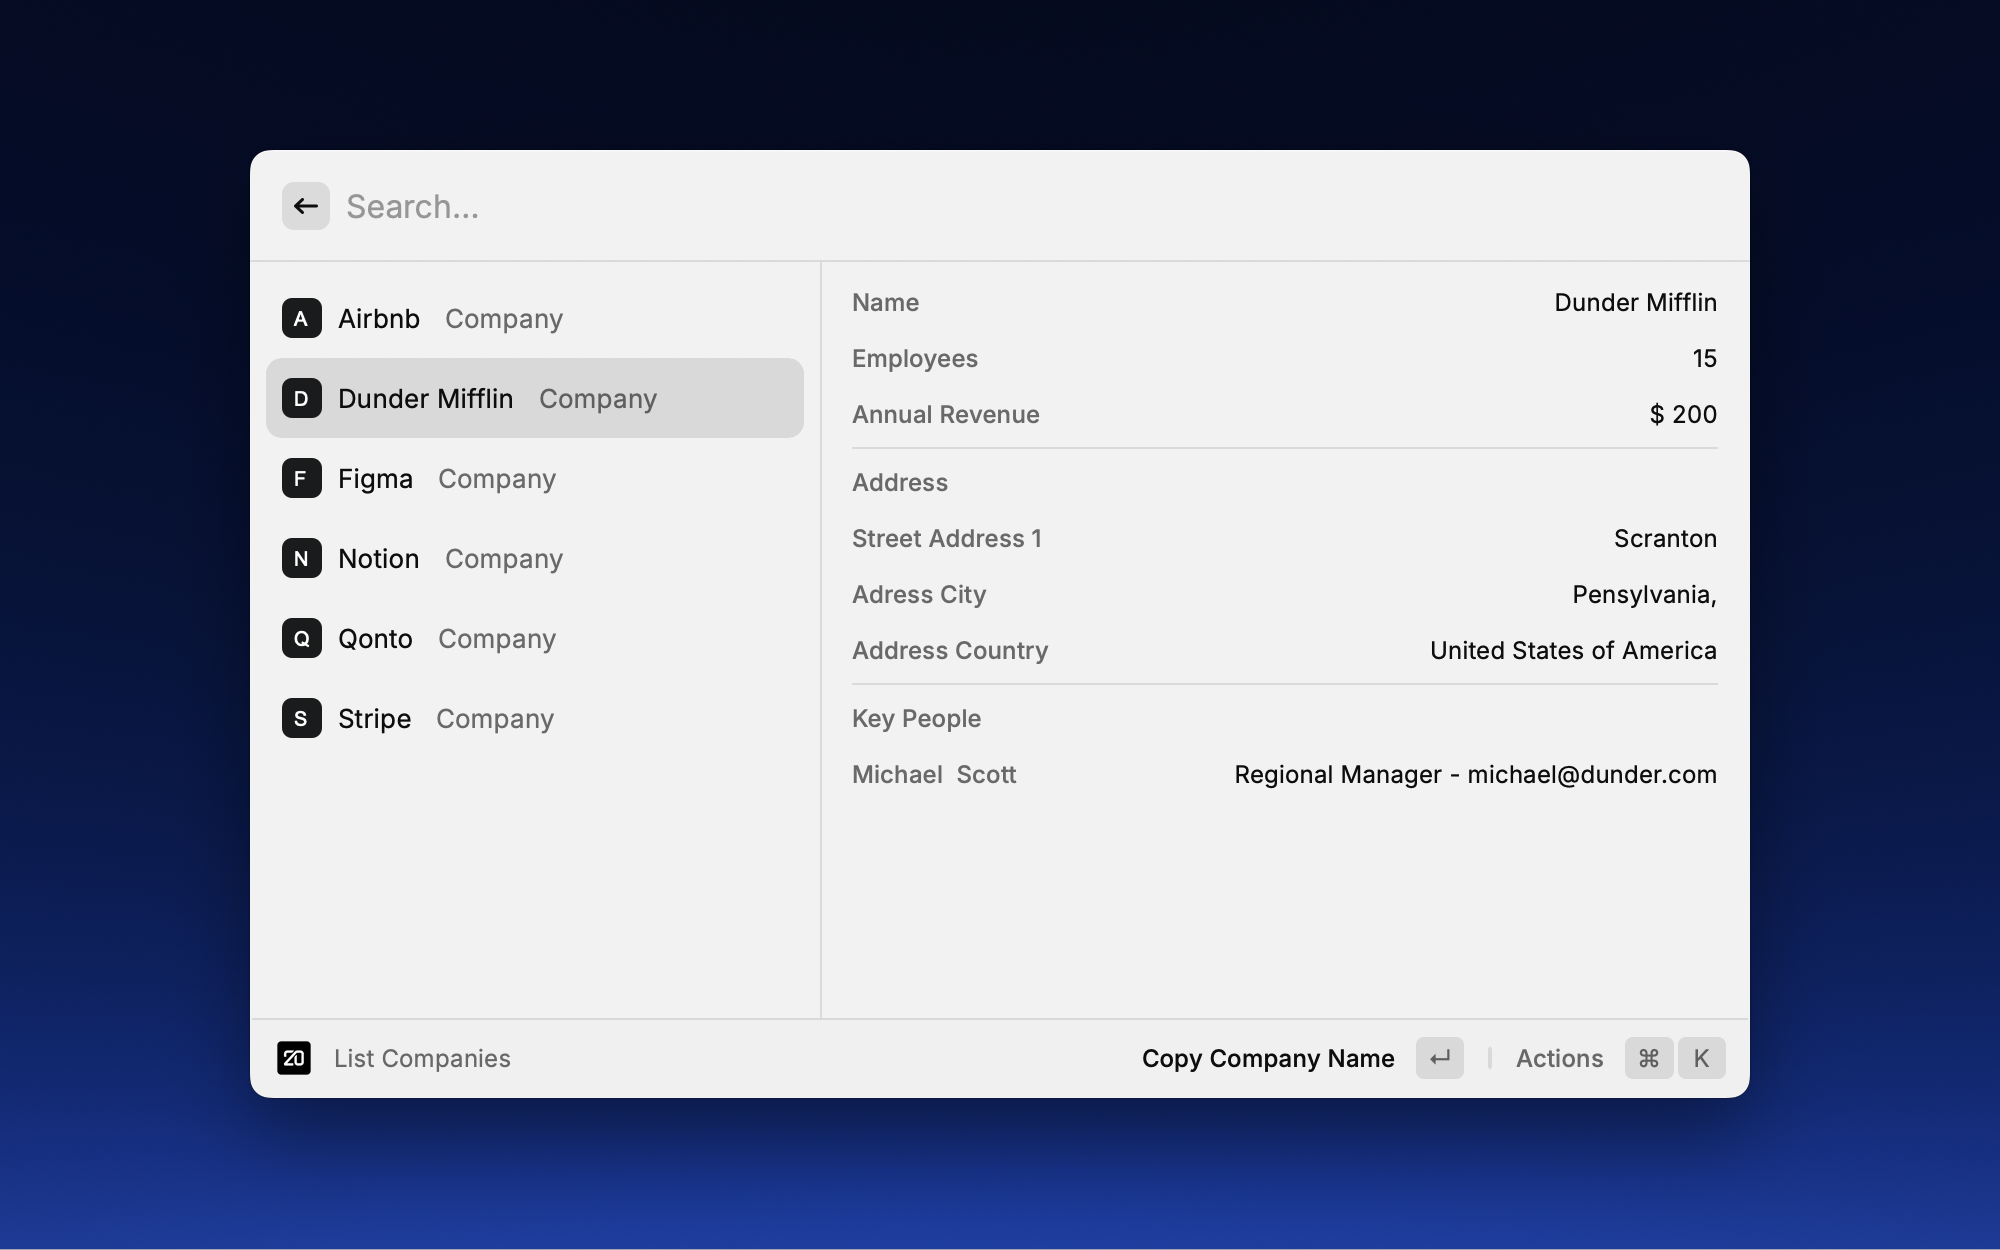 Search...
A Airbnb Company
D Dunder Mifflin Company
F Figma Company
N Notion Company
Q Qonto Company
S Stripe Company
Name Dunder Mifflin
Employees 15
Annual Revenue $ 200
Address
Street Address 1 Scranton
Adress City Pensylvania,
Address Country United States of America
Key People
Michael  Scott Regional Manager - michael@dunder.com
20 List Companies Copy Company Name ↵ Actions ⌘ K